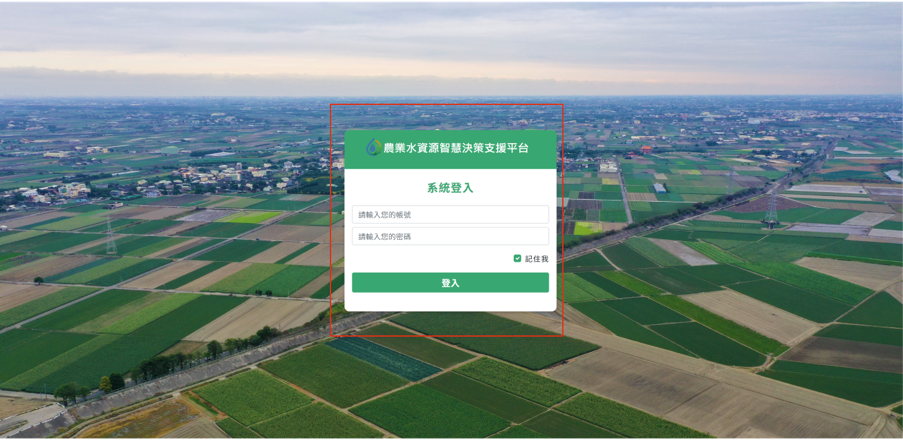 農業水資源智慧決策支援平台
系統登入
請輸入您的帳號
請輸入您的密碼
記住我
登入